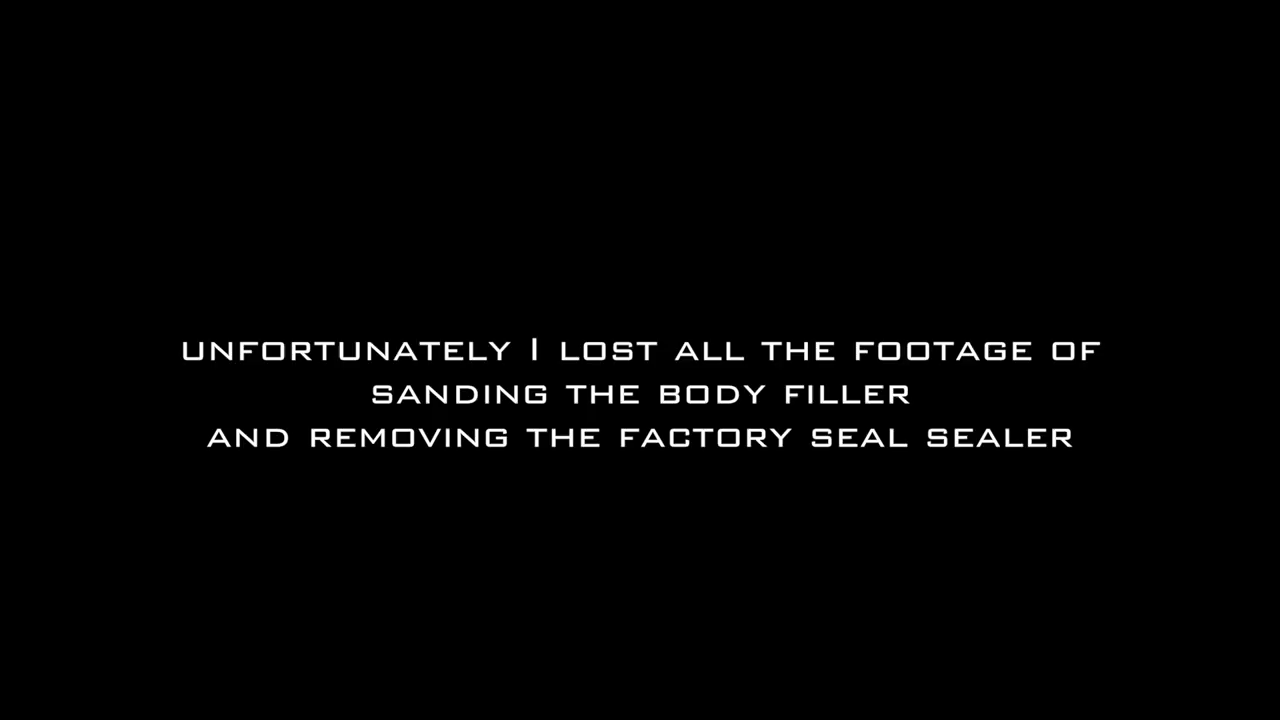 UNFORTUNATELY I LOST ALL THE FOOTAGE OF
SANDING THE BODY FILLER
AND REMOVING THE FACTORY SEAL SEALER